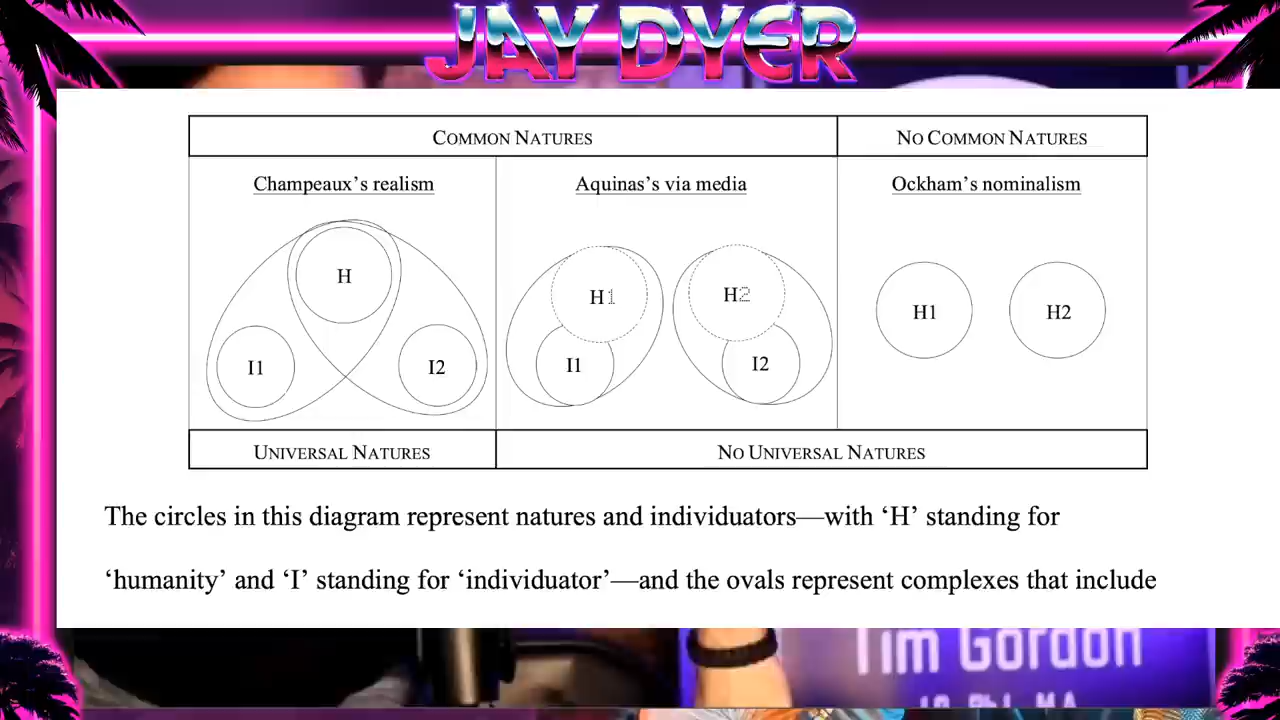 JAY DYER
COMMON NATURES
NO COMMON NATURES
Champeaux's realism
Aquinas's via media
Ockham's nominalism
H
I1
I2
H1
I1
H2
I2
H1
H2
UNIVERSAL NATURES
NO UNIVERSAL NATURES
The circles in this diagram represent natures and individuators—with ‘H’ standing for
‘humanity’ and ‘I’ standing for ‘individuator’—and the ovals represent complexes that include
Tim Gordon